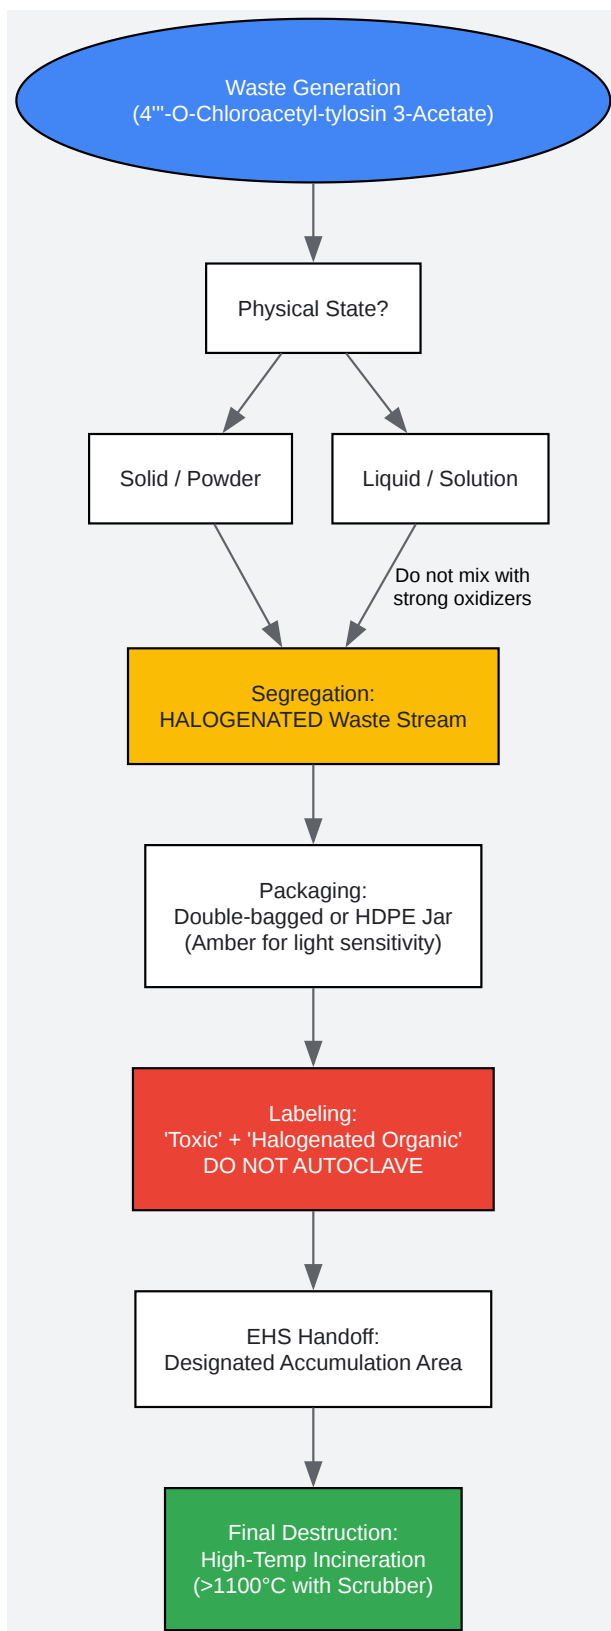 Waste Generation
(4'''-O-Chloroacetyl-tylosin 3-Acetate)
Physical State?
Solid / Powder
Liquid / Solution
Do not mix with
strong oxidizers
Segregation:
HALOGENATED Waste Stream
Packaging:
Double-bagged or HDPE Jar
(Amber for light sensitivity)
Labeling:
'Toxic' + 'Halogenated Organic'
DO NOT AUTOCLAVE
EHS Handoff:
Designated Accumulation Area
Final Destruction:
High-Temp Incineration
(>1100°C with Scrubber)